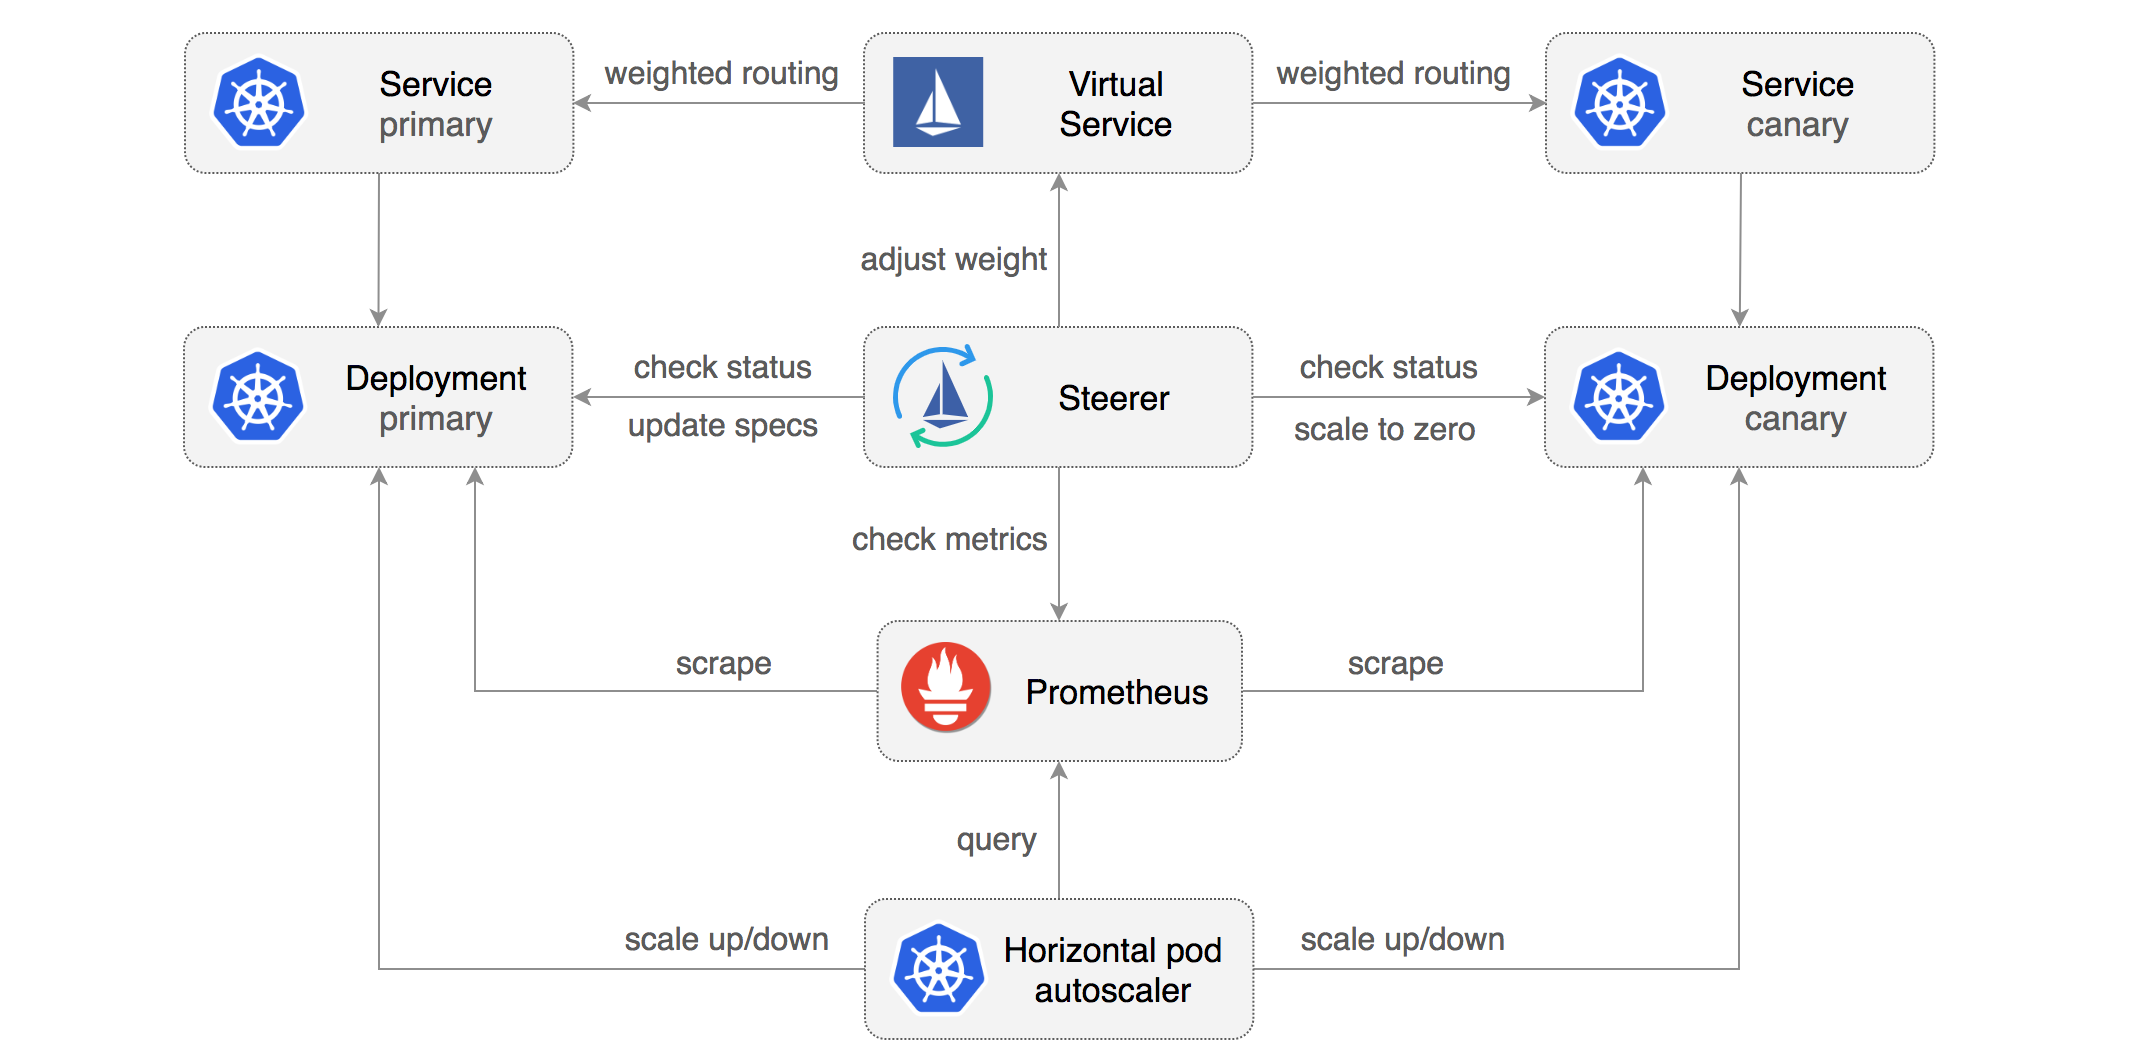 Service
primary
weighted routing
Virtual
Service
weighted routing
Service
canary
adjust weight
Deployment
primary
check status
update specs
Steerer
check status
scale to zero
Deployment
canary
check metrics
scrape
Prometheus
scrape
query
scale up/down
Horizontal pod
autoscaler
scale up/down